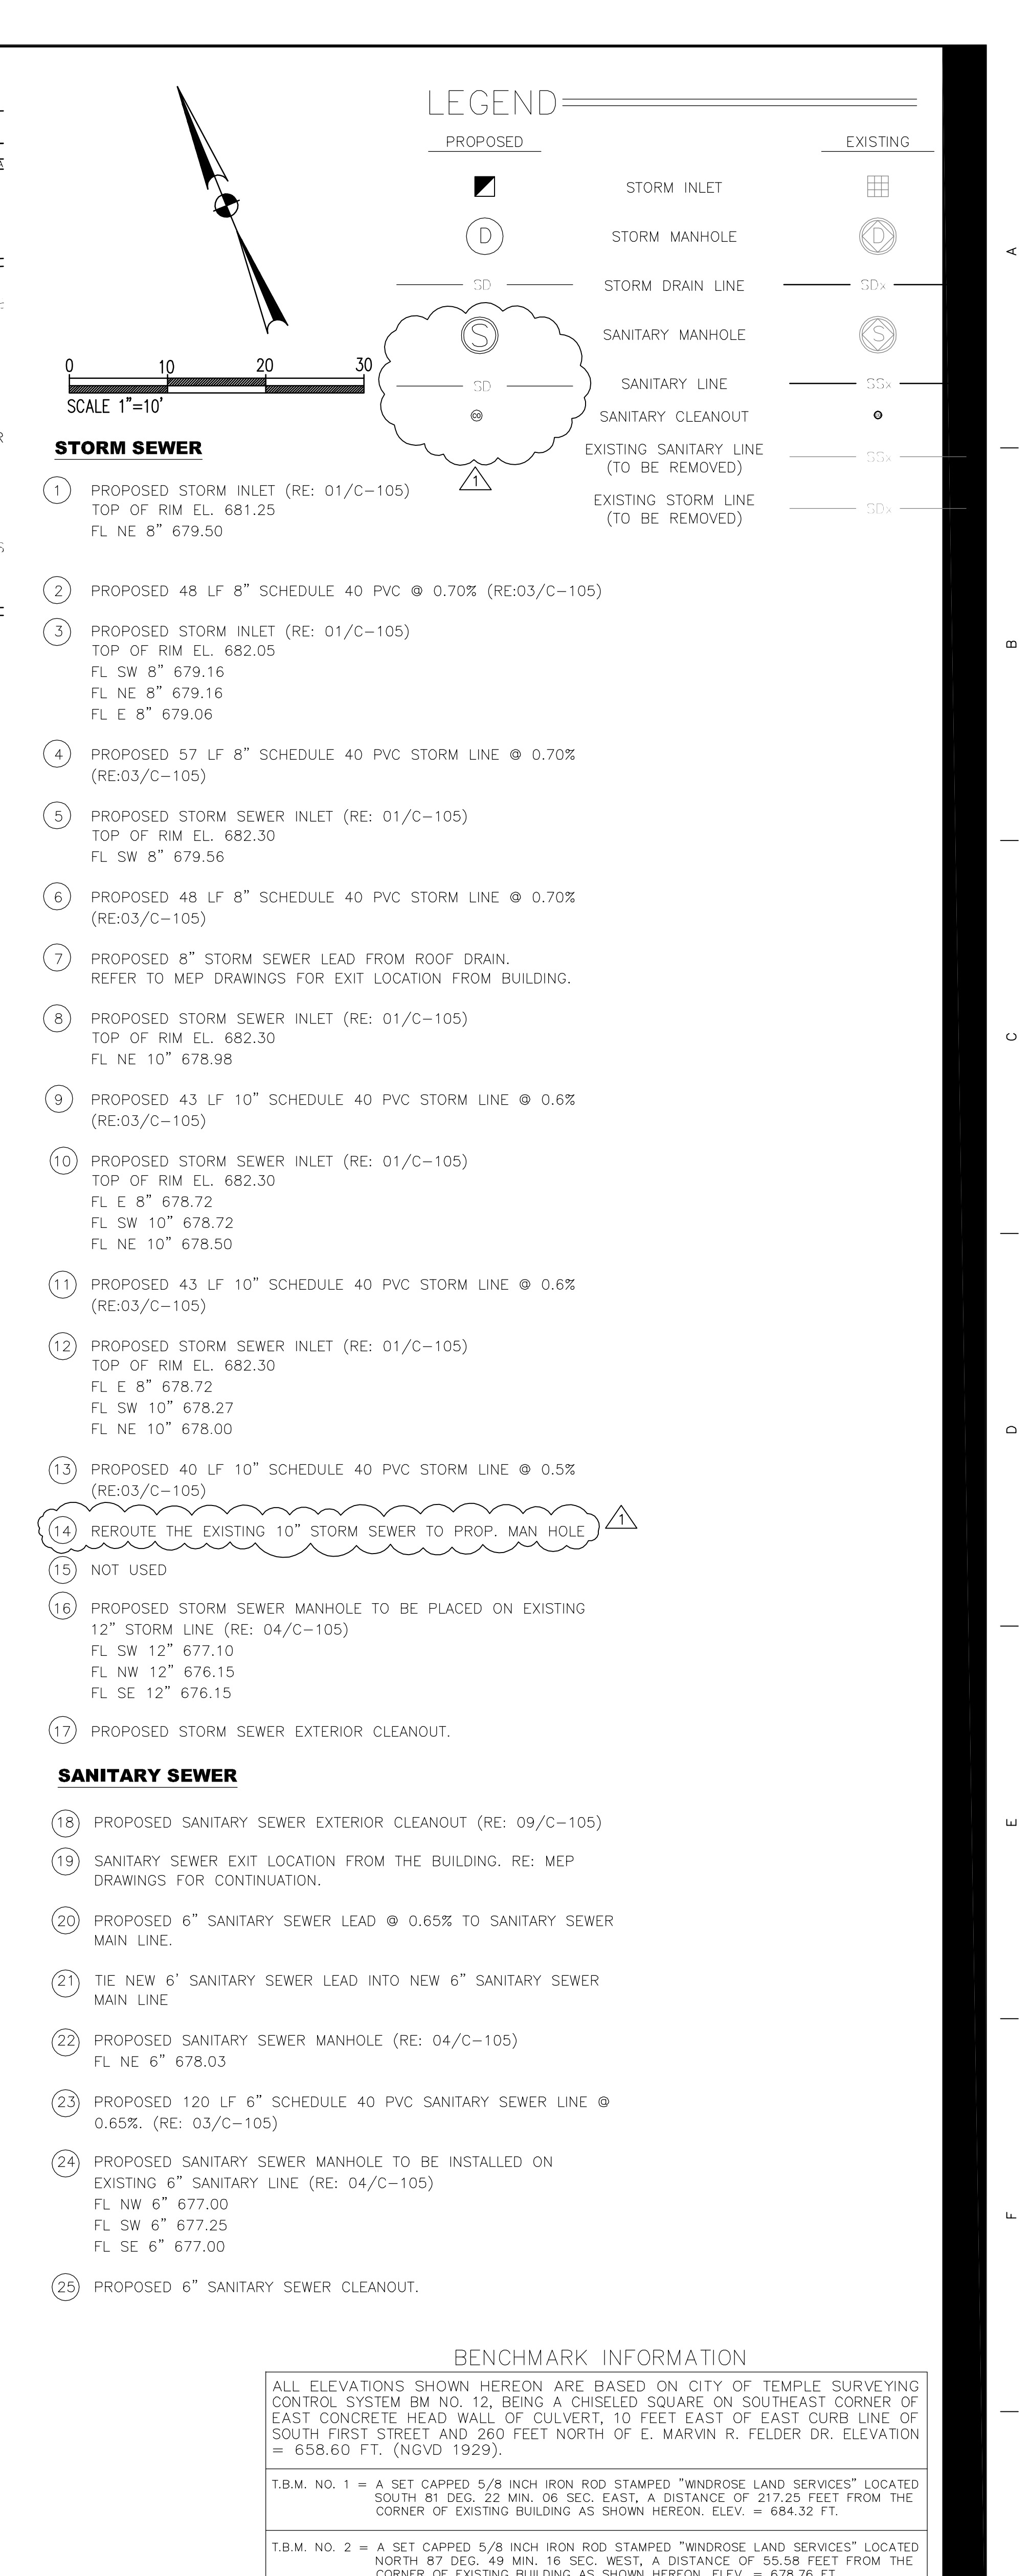 LEGEND
PROPOSED
EXISTING
STORM INLET
D STORM MANHOLE D
SD STORM DRAIN LINE SDx
S SANITARY MANHOLE S
SD SANITARY LINE SSx
CO SANITARY CLEANOUT
EXISTING SANITARY LINE
(TO BE REMOVED)
SSx
EXISTING STORM LINE
(TO BE REMOVED)
SDx
1
0 10 20 30
SCALE 1"=10'
STORM SEWER
1 PROPOSED STORM INLET (RE: 01/C-105)
TOP OF RIM EL. 681.25
FL NE 8" 679.50
2 PROPOSED 48 LF 8" SCHEDULE 40 PVC @ 0.70% (RE:03/C-105)
3 PROPOSED STORM INLET (RE: 01/C-105)
TOP OF RIM EL. 682.05
FL SW 8" 679.16
FL NE 8" 679.16
FL E 8" 679.06
4 PROPOSED 57 LF 8" SCHEDULE 40 PVC STORM LINE @ 0.70%
(RE:03/C-105)
5 PROPOSED STORM SEWER INLET (RE: 01/C-105)
TOP OF RIM EL. 682.30
FL SW 8" 679.56
6 PROPOSED 48 LF 8" SCHEDULE 40 PVC STORM LINE @ 0.70%
(RE:03/C-105)
7 PROPOSED 8" STORM SEWER LEAD FROM ROOF DRAIN.
REFER TO MEP DRAWINGS FOR EXIT LOCATION FROM BUILDING.
8 PROPOSED STORM SEWER INLET (RE: 01/C-105)
TOP OF RIM EL. 682.30
FL NE 10" 678.98
9 PROPOSED 43 LF 10" SCHEDULE 40 PVC STORM LINE @ 0.6%
(RE:03/C-105)
10 PROPOSED STORM SEWER INLET (RE: 01/C-105)
TOP OF RIM EL. 682.30
FL E 8" 678.72
FL SW 10" 678.72
FL NE 10" 678.50
11 PROPOSED 43 LF 10" SCHEDULE 40 PVC STORM LINE @ 0.6%
(RE:03/C-105)
12 PROPOSED STORM SEWER INLET (RE: 01/C-105)
TOP OF RIM EL. 682.30
FL E 8" 678.72
FL SW 10" 678.27
FL NE 10" 678.00
13 PROPOSED 40 LF 10" SCHEDULE 40 PVC STORM LINE @ 0.5%
(RE:03/C-105)
14 REROUTE THE EXISTING 10" STORM SEWER TO PROP. MAN HOLE
1
15 NOT USED
16 PROPOSED STORM SEWER MANHOLE TO BE PLACED ON EXISTING
12" STORM LINE (RE: 04/C-105)
FL SW 12" 677.10
FL NW 12" 676.15
FL SE 12" 676.15
17 PROPOSED STORM SEWER EXTERIOR CLEANOUT.
SANITARY SEWER
18 PROPOSED SANITARY SEWER EXTERIOR CLEANOUT (RE: 09/C-105)
19 SANITARY SEWER EXIT LOCATION FROM THE BUILDING. RE: MEP
DRAWINGS FOR CONTINUATION.
20 PROPOSED 6" SANITARY SEWER LEAD @ 0.65% TO SANITARY SEWER
MAIN LINE.
21 TIE NEW 6' SANITARY SEWER LEAD INTO NEW 6" SANITARY SEWER
MAIN LINE
22 PROPOSED SANITARY SEWER MANHOLE (RE: 04/C-105)
FL NE 6" 678.03
23 PROPOSED 120 LF 6" SCHEDULE 40 PVC SANITARY SEWER LINE @
0.65%. (RE: 03/C-105)
24 PROPOSED SANITARY SEWER MANHOLE TO BE INSTALLED ON
EXISTING 6" SANITARY LINE (RE: 04/C-105)
FL NW 6" 677.00
FL SW 6" 677.25
FL SE 6" 677.00
25 PROPOSED 6" SANITARY SEWER CLEANOUT.
BENCHMARK INFORMATION
ALL ELEVATIONS SHOWN HEREON ARE BASED ON CITY OF TEMPLE SURVEYING
CONTROL SYSTEM BM NO. 12, BEING A CHISELED SQUARE ON SOUTHEAST CORNER OF
EAST CONCRETE HEAD WALL OF CULVERT, 10 FEET EAST OF EAST CURB LINE OF
SOUTH FIRST STREET AND 260 FEET NORTH OF E. MARVIN R. FELDER DR. ELEVATION
= 658.60 FT. (NGVD 1929).
T.B.M. NO. 1 = A SET CAPPED 5/8 INCH IRON ROD STAMPED "WINDROSE LAND SERVICES" LOCATED
SOUTH 81 DEG. 22 MIN. 06 SEC. EAST, A DISTANCE OF 217.25 FEET FROM THE
CORNER OF EXISTING BUILDING AS SHOWN HEREON. ELEV. = 684.32 FT.
T.B.M. NO. 2 = A SET CAPPED 5/8 INCH IRON ROD STAMPED "WINDROSE LAND SERVICES" LOCATED
NORTH 87 DEG. 49 MIN. 16 SEC. WEST, A DISTANCE OF 55.58 FEET FROM THE
CORNER OF EXISTING BUILDING AS SHOWN HEREON. ELEV. = 678.76 FT.
A
B
C
D
E
F